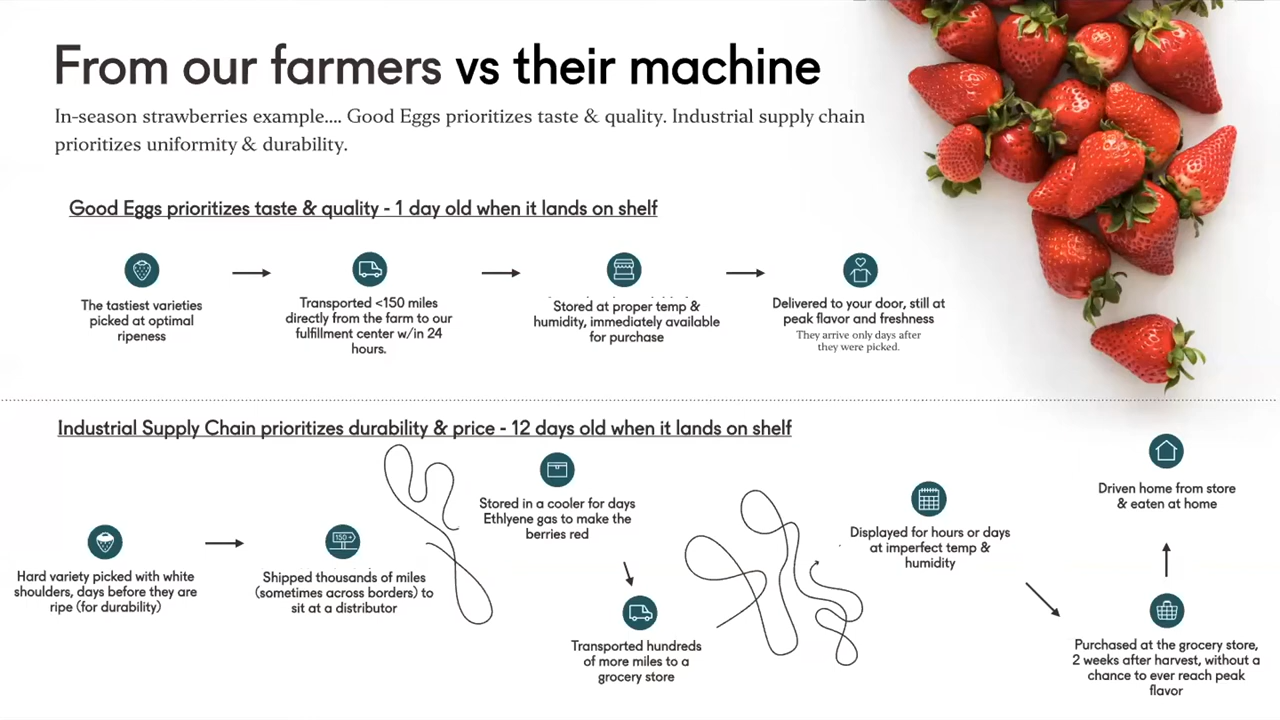 From our farmers vs their machine
In-season strawberries example.... Good Eggs prioritizes taste & quality. Industrial supply chain
prioritizes uniformity & durability.
Good Eggs prioritizes taste & quality - 1 day old when it lands on shelf
The tastiest varieties
picked at optimal
ripeness
Transported <150 miles
directly from the farm to our
fulfillment center w/in 24
hours.
Stored at proper temp &
humidity, immediately available
for purchase
Delivered to your door, still at
peak flavor and freshness
They arrive only days after
they were picked.
Industrial Supply Chain prioritizes durability & price - 12 days old when it lands on shelf
Hard variety picked with white
shoulders, days before they are
ripe (for durability)
150
Shipped thousands of miles
(sometimes across borders) to
sit at a distributor
Stored in a cooler for days
Ethlyene gas to make the
berries red
Transported hundreds
of more miles to a
grocery store
Displayed for hours or days
at imperfect temp &
humidity
Purchased at the grocery store,
2 weeks after harvest, without a
chance to ever reach peak
flavor
Driven home from store
& eaten at home